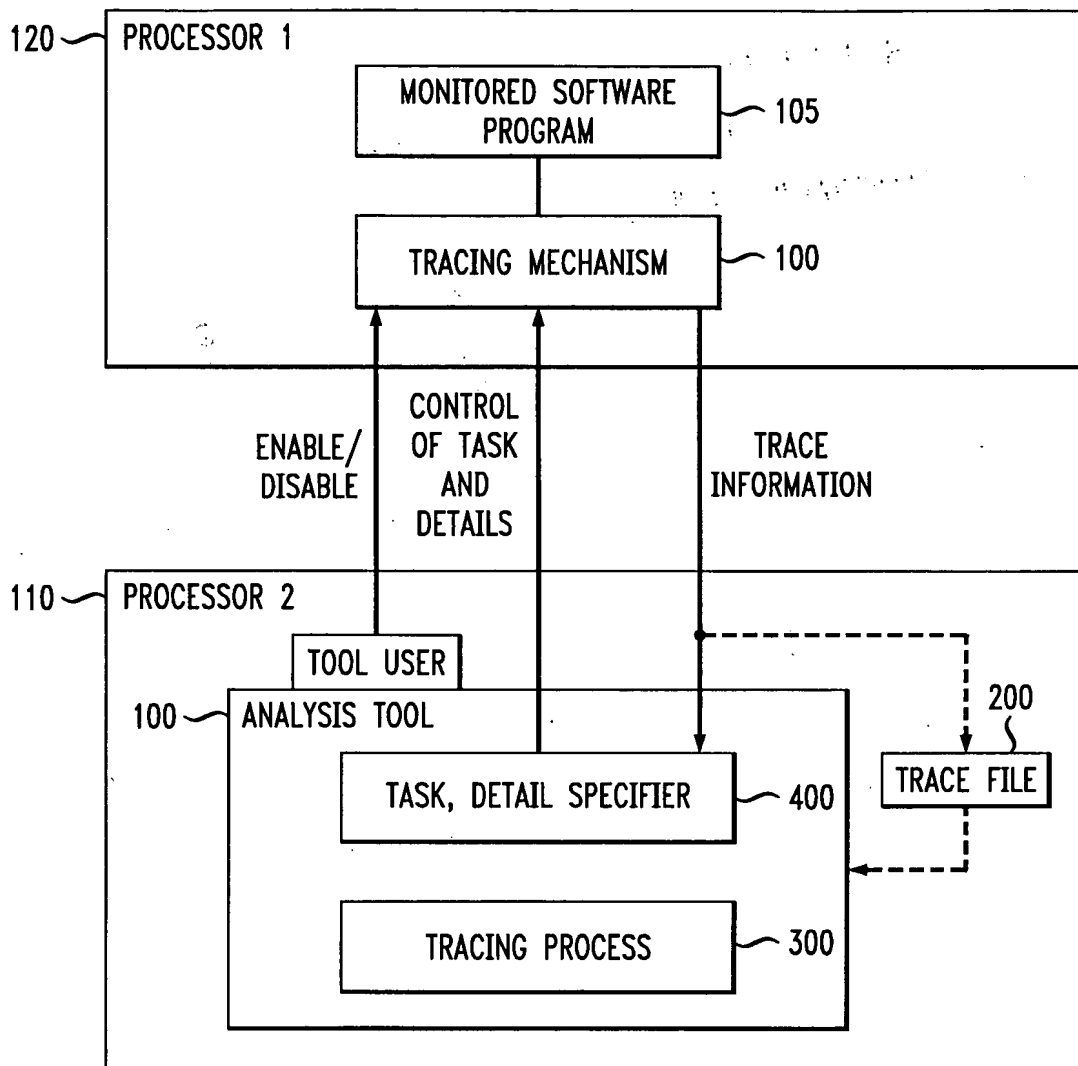 120 PROCESSOR 1
MONITORED SOFTWARE
PROGRAM
105
TRACING MECHANISM
100
ENABLE/
DISABLE
CONTROL
OF TASK
AND
DETAILS
TRACE
INFORMATION
110 PROCESSOR 2
TOOL USER
100 ANALYSIS TOOL
200
TASK, DETAIL SPECIFIER
400
TRACE FILE
TRACING PROCESS
300